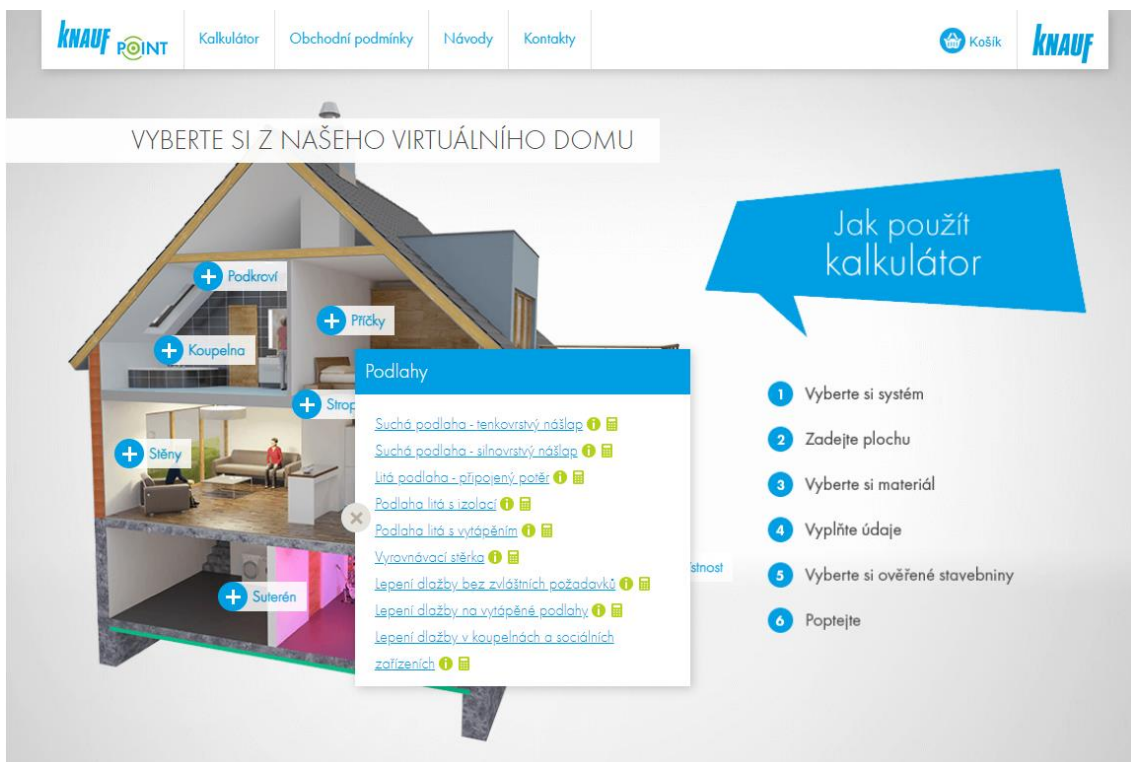 KNAUF POINT
Kalkulátor
Obchodní podmínky
Návody
Kontakty
Košík
KNAUF
VYBERTE SI Z NAŠEHO VIRTUÁLNÍHO DOMU
Jak použít
kalkulátor
Podkroví
Příčky
Koupelna
Strop
Stěny
Suterén
Podlahy
Suchá podlaha - tenkovrstvý nášlap
Suchá podlaha - silnovrstvý nášlap
Litá podlaha - připojený potěr
Podlaha litá s izolací
Podlaha litá s vytápěním
Vyrovnávací stěrka
Lepení dlažby bez zvláštních požadavků
Lepení dlažby na vytápěné podlahy
Lepení dlažby v koupelnách a sociálních
zařízeních
ístnost
1 Vyberte si systém
2 Zadejte plochu
3 Vyberte si materiál
4 Vyplňte údaje
5 Vyberte si ověřené stavebniny
6 Poptejte